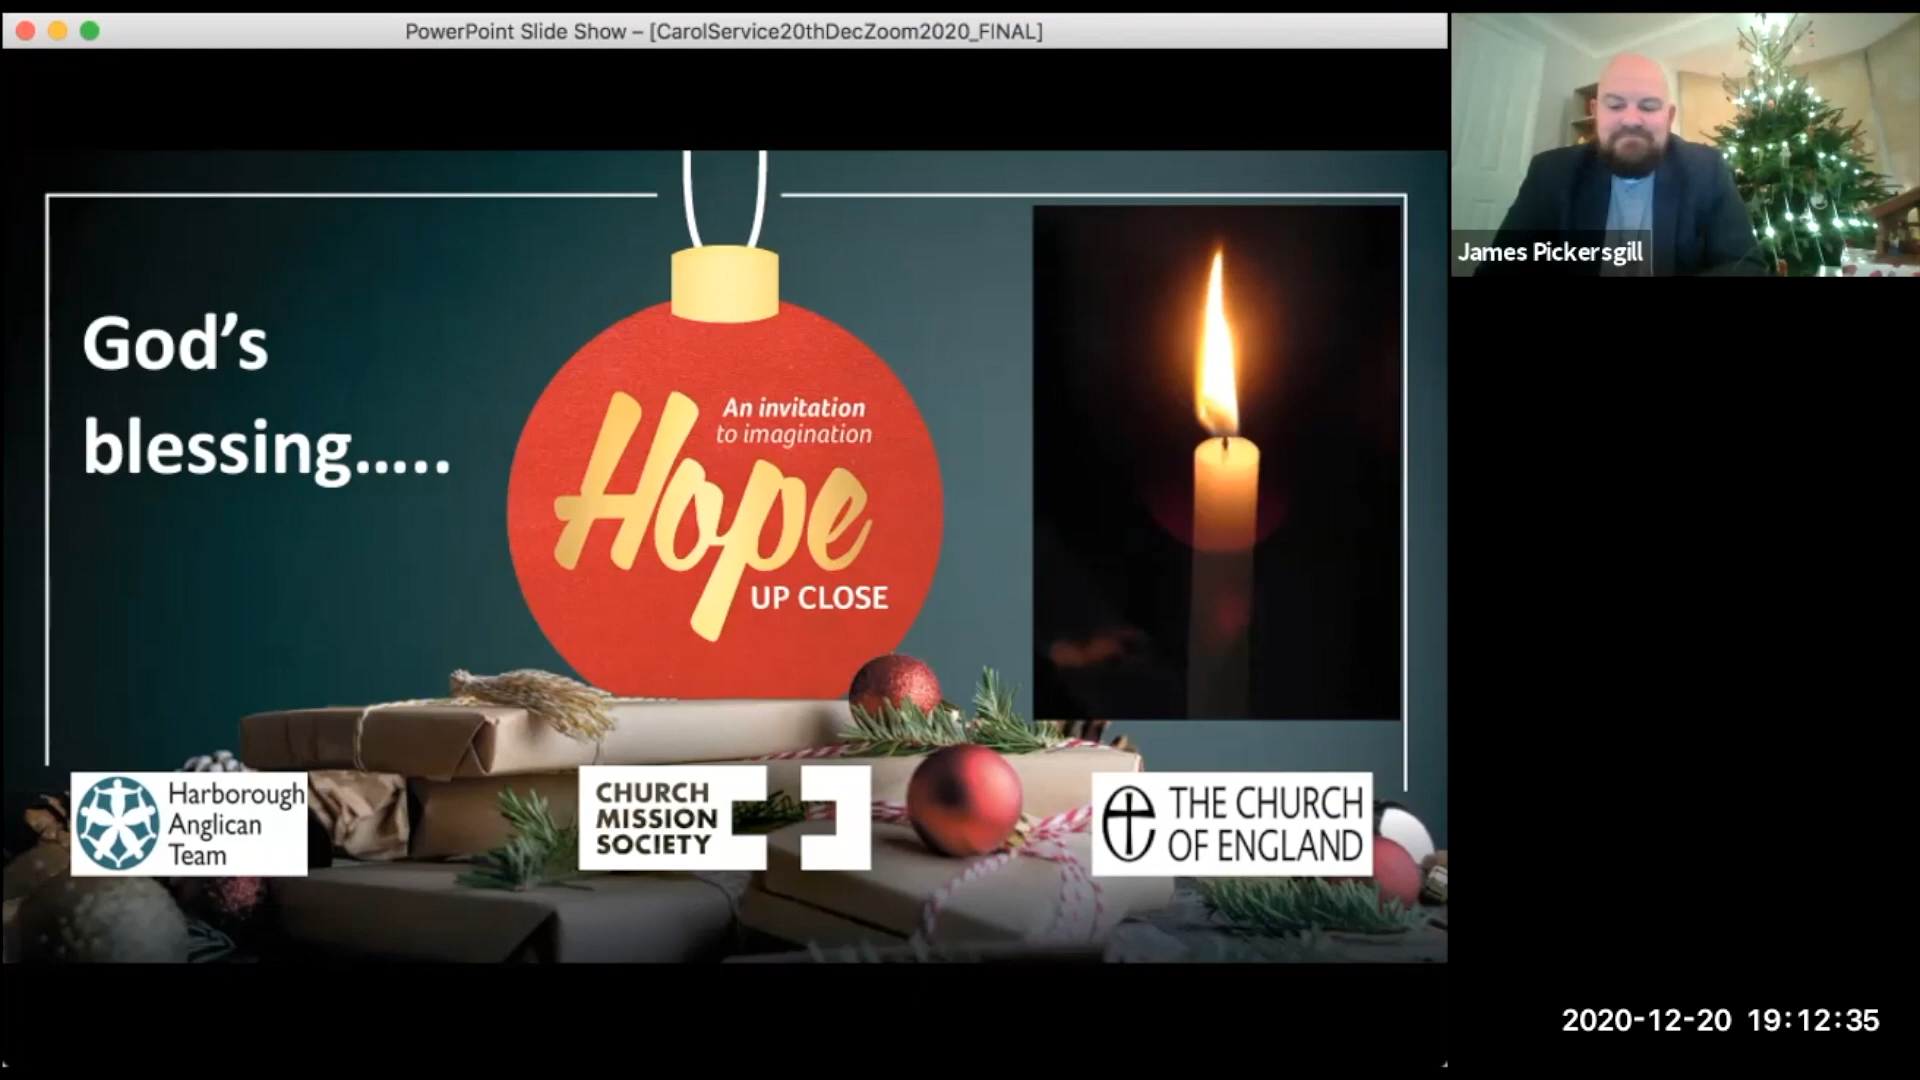 PowerPoint Slide Show – [CarolService20thDecZoom2020_FINAL]
James Pickersgill
God’s
blessing.....
An invitation
to imagination
Hope
UP CLOSE
Harborough
Anglican
Team
CHURCH
MISSION
SOCIETY
THE CHURCH
OF ENGLAND
2020-12-20 19:12:35